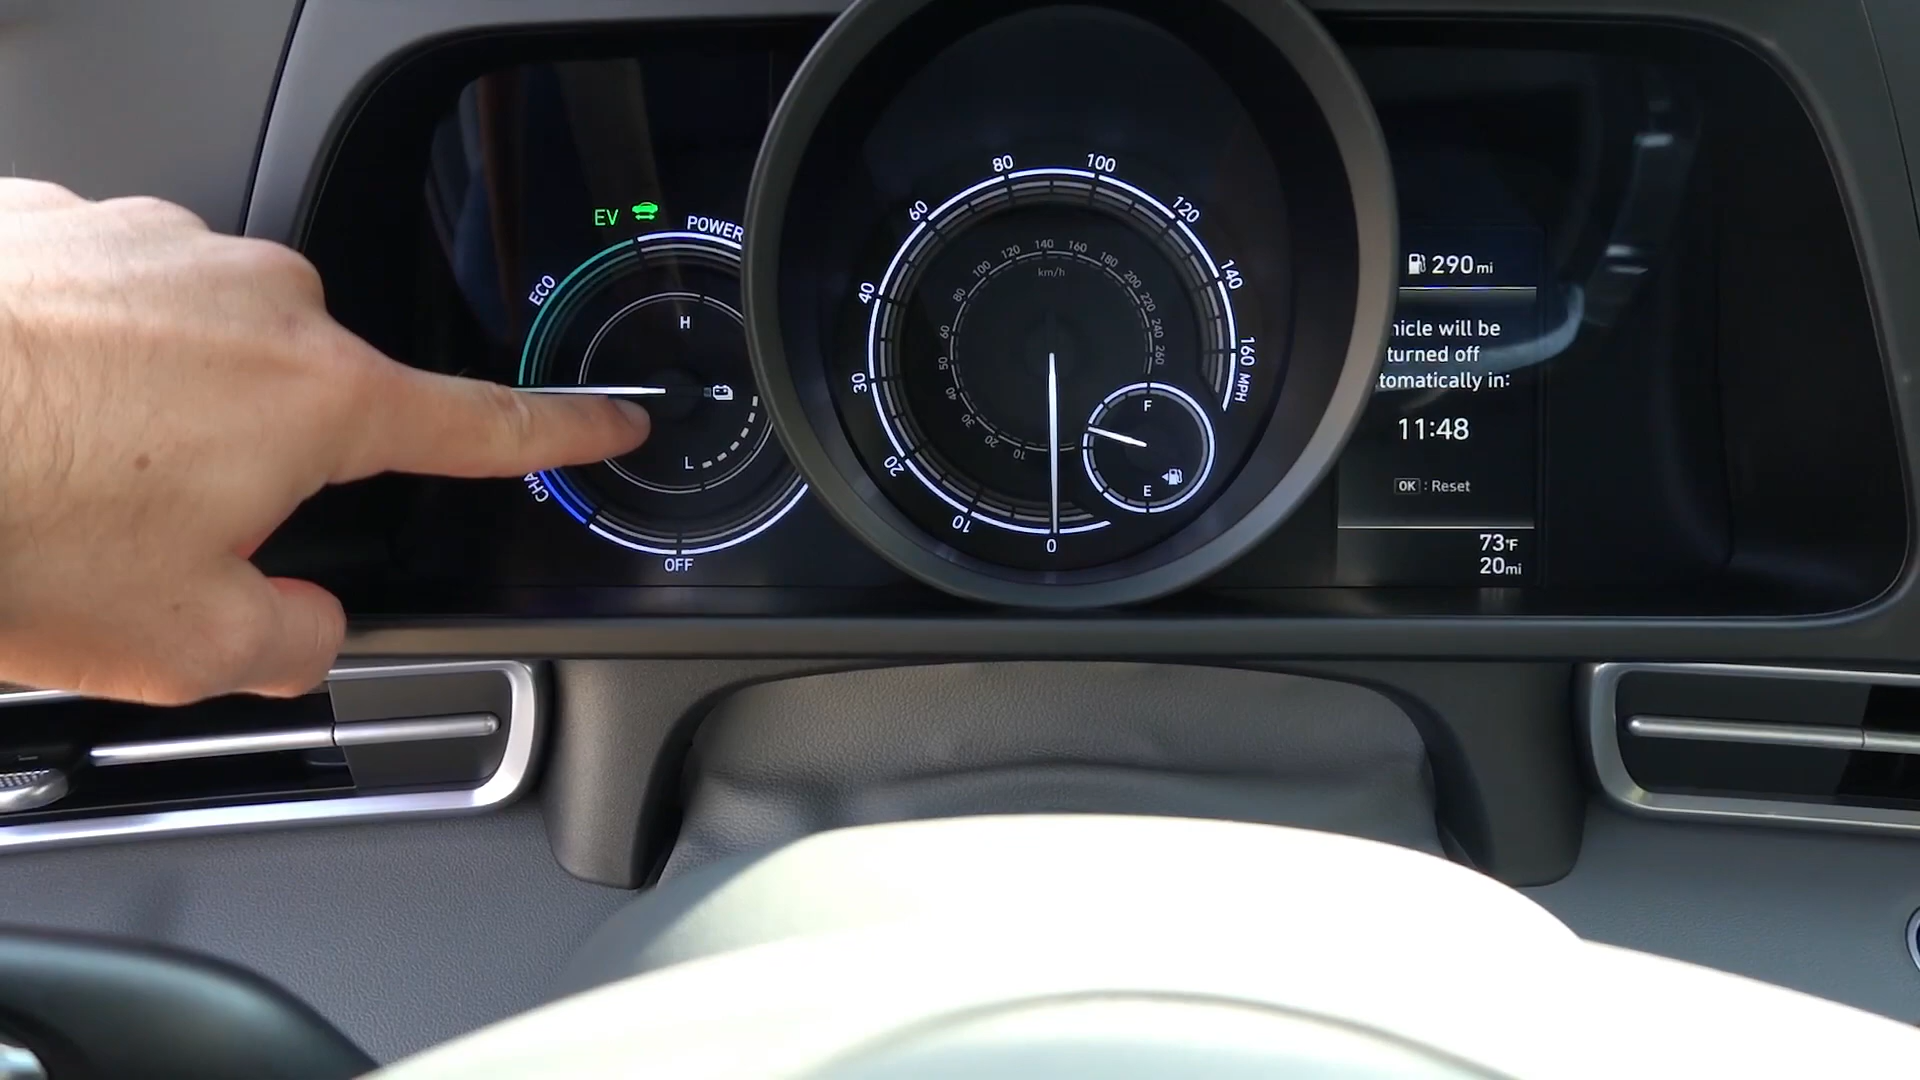 EV
POWER
ECO
CHA
OFF
H
L
0
10
20
30
40
60
80
100
120
140
160 MPH
km/h
10
20
30
40
50
60
80
100
120
140
160
180
200
220
240
260
F
E
290 mi
hicle will be
turned off
tomatically in:
11:48
OK : Reset
73°F
20 mi